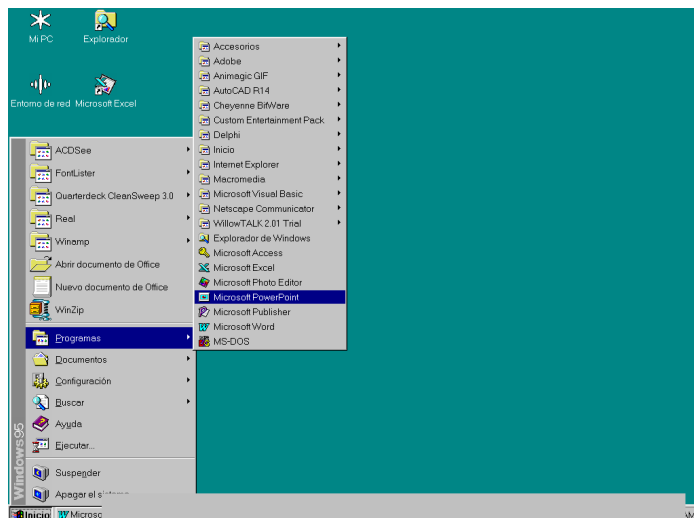 Mi PC
Explorador
Entorno de red
Microsoft Excel
Accesorios
Adobe
Animagic GIF
AutoCAD R14
Cheyenne BitWare
Custom Entertainment Pack
Delphi
Inicio
Internet Explorer
Macromedia
Microsoft Visual Basic
Netscape Communicator
WillowTALK 2.01 Trial
Explorador de Windows
Microsoft Access
Microsoft Excel
Microsoft Photo Editor
Microsoft PowerPoint
Microsoft Publisher
Microsoft Word
MS-DOS
ACDSee
FontLister
Quarterdeck CleanSweep 3.0
Real
Winamp
Abrir documento de Office
Nuevo documento de Office
WinZip
Programas
Documentos
Configuración
Buscar
Ayuda
Ejecutar...
Suspender
Apagar el
Windows95
Inicio